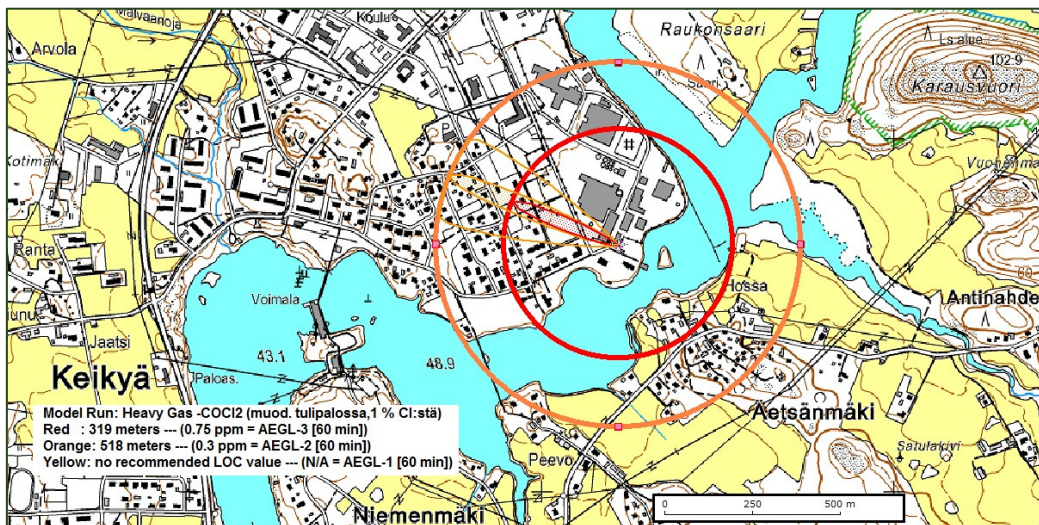 Malvaanoja
Koulu
Arvola
Raukonsaari
Ls.alue
102.9
Karausvuori
P
Kotimäki
Ranta
Voimala
Hossa
Antinahde
60
Jaatsi
43.1
48.9
Keikyä
Paloas.
Aetsänmäki
Satulakivi
Peevo
Niemenmäki
Model Run: Heavy Gas -COCl2 (muod. tulipalossa,1 % Cl:stä)
Red : 319 meters --- (0.75 ppm = AEGL-3 [60 min])
Orange: 518 meters --- (0.3 ppm = AEGL-2 [60 min])
Yellow: no recommended LOC value --- (N/A = AEGL-1 [60 min])
0 250 500 m